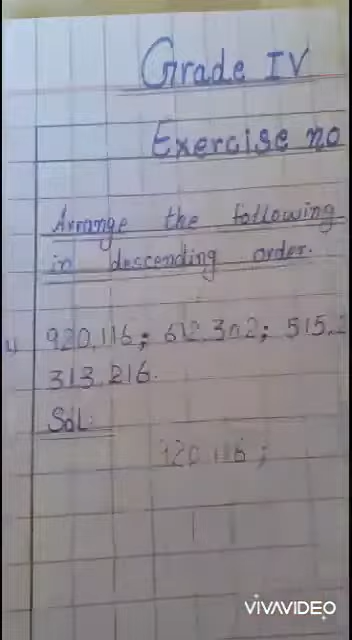 Grade IV
Exercise no
Arrange the following
in descending order.
920,116; 612,302; 515,2
313,216.
Sol:
920,116;
VIVAVIDEO